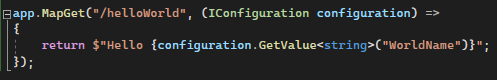 app.MapGet("/helloWorld", (IConfiguration configuration) =>
{
    return $"Hello {configuration.GetValue<string>("WorldName")}";
});